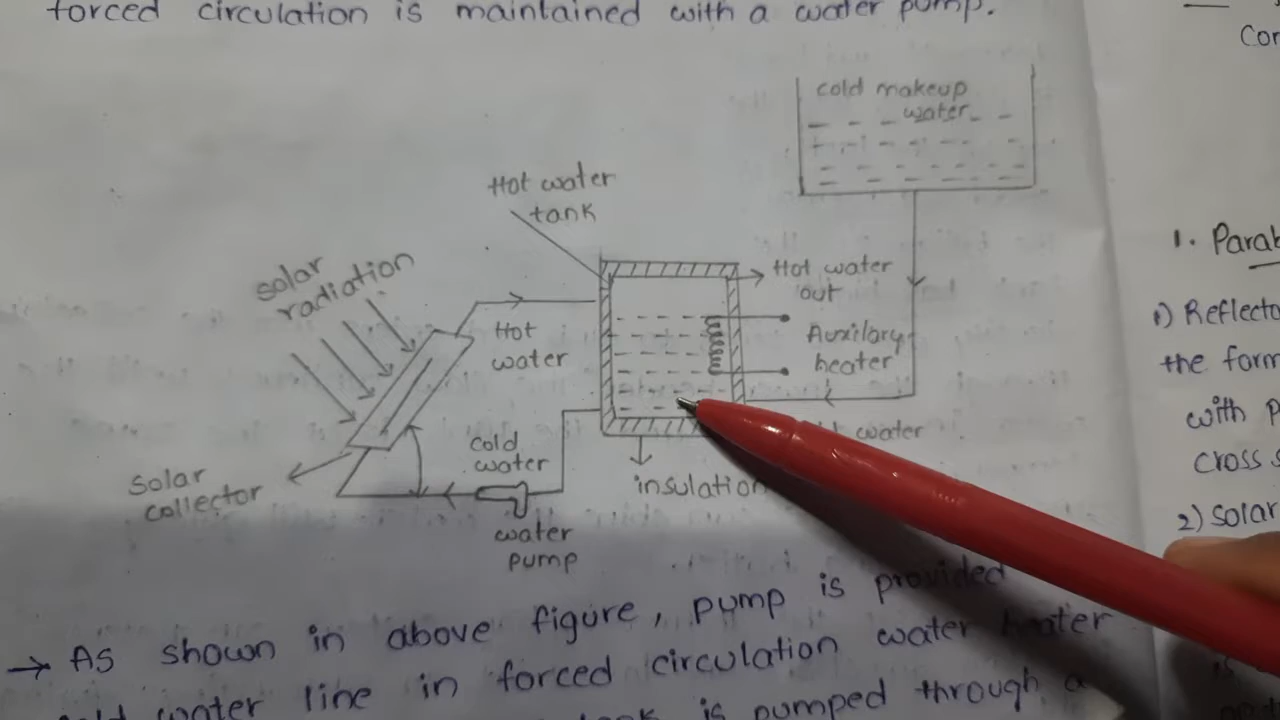 forced circulation is maintained with a water pump.
cold makeup
water
Hot water
tank
solar
radiation
Hot water
out
Hot
water
Auxilary
heater
cold
water
water
solar
collector
insulation
water
pump
→ As shown in above figure, pump is provided
water line in forced circulation water heater
is pumped through a
1. Parab
1) Reflecto
the form
with p
cross s
2) solar